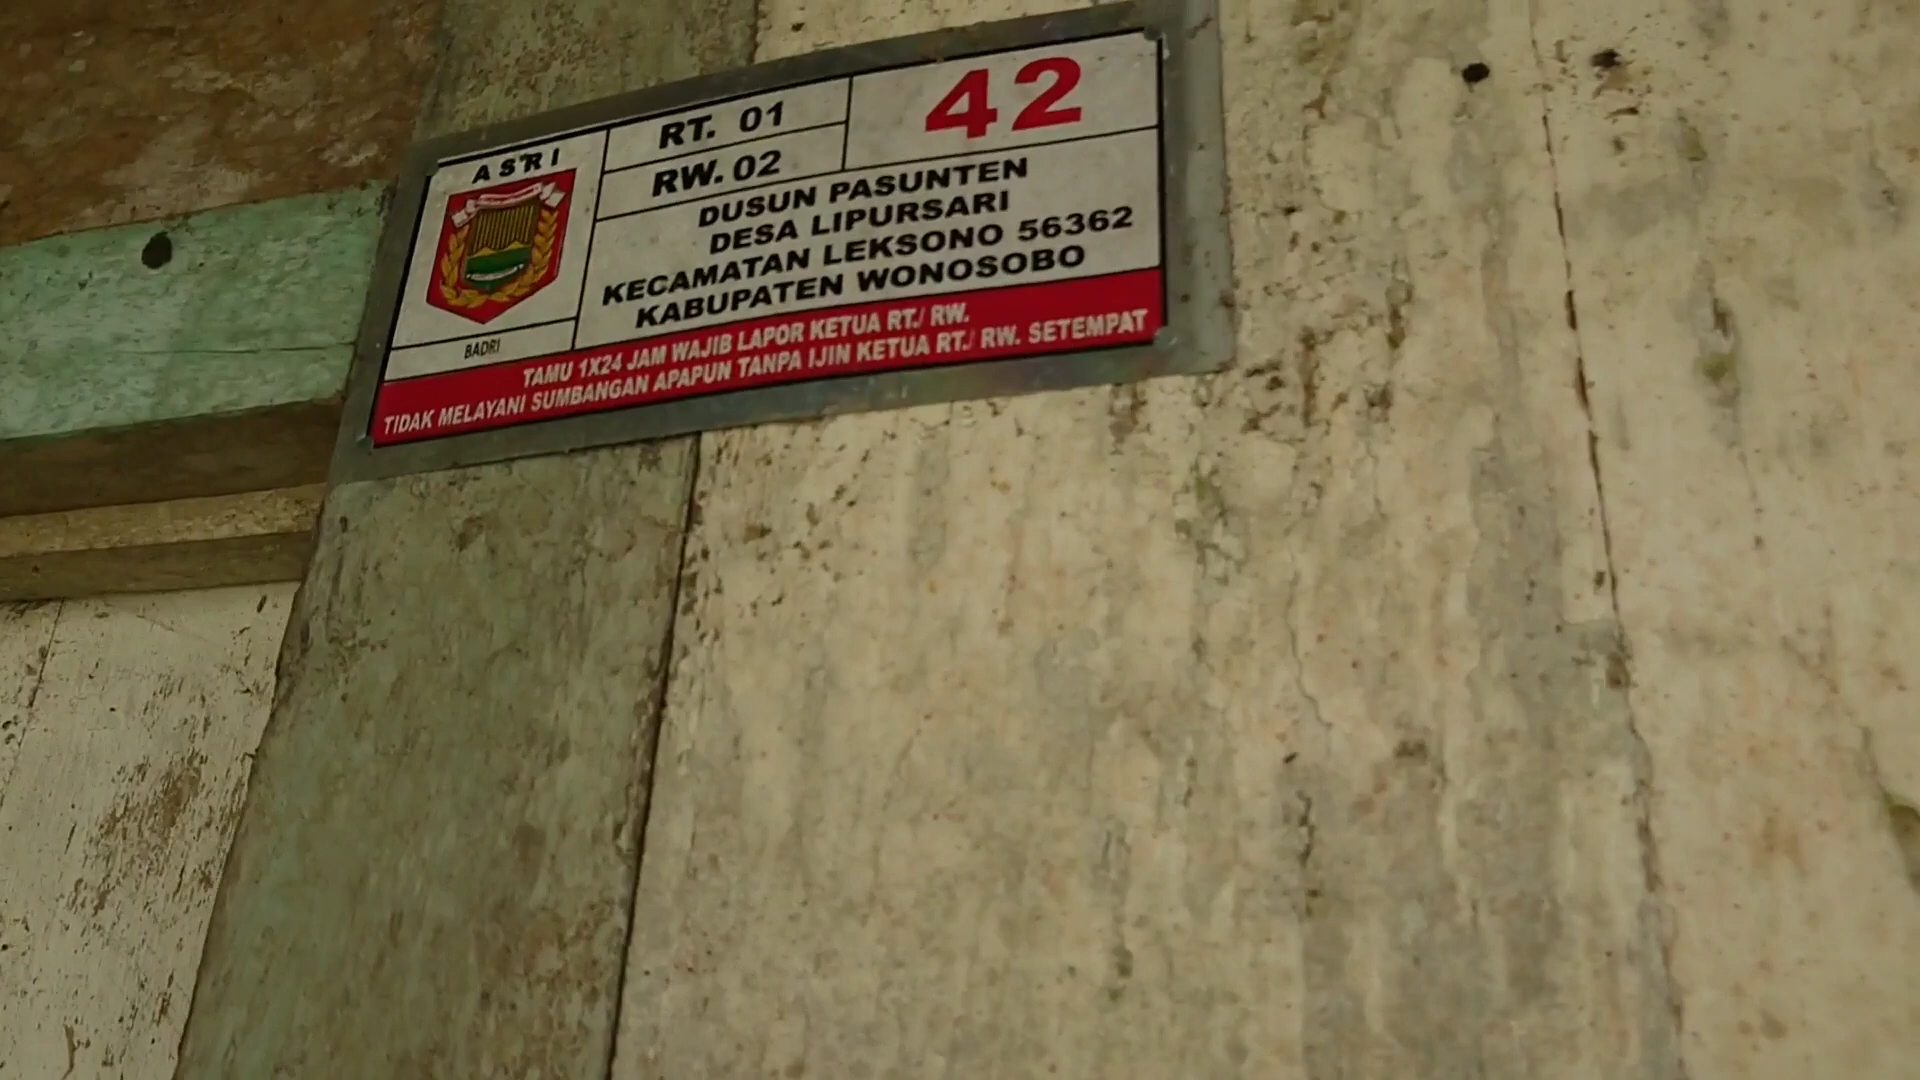 ASRI
RT. 01
RW. 02
42
DUSUN PASUNTEN
DESA LIPURSARI
KECAMATAN LEKSONO 56362
KABUPATEN WONOSOBO
BADRI
TAMU 1X24 JAM WAJIB LAPOR KETUA RT./ RW.
TIDAK MELAYANI SUMBANGAN APAPUN TANPA IJIN KETUA RT./ RW. SETEMPAT